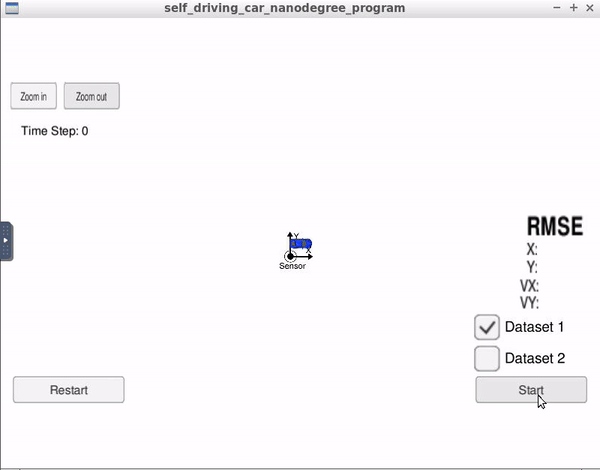 self_driving_car_nanodegree_program
Zoom in
Zoom out
Time Step: 0
Y
X
Sensor
RMSE
X:
Y:
VX:
VY:
Dataset 1
Dataset 2
Restart
Start